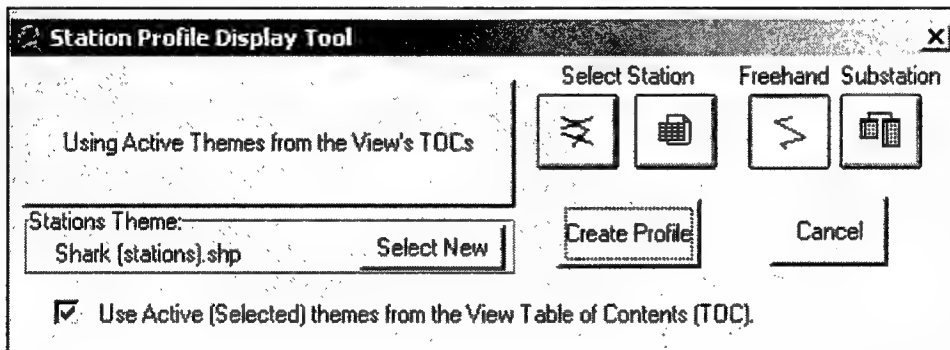 Station Profile Display Tool
Select Station Freehand Substation
Using Active Themes from the View's TOCs
Stations Theme:
Shark (stations).shp Select New Create Profile Cancel
Use Active (Selected) themes from the View Table of Contents (TOC).